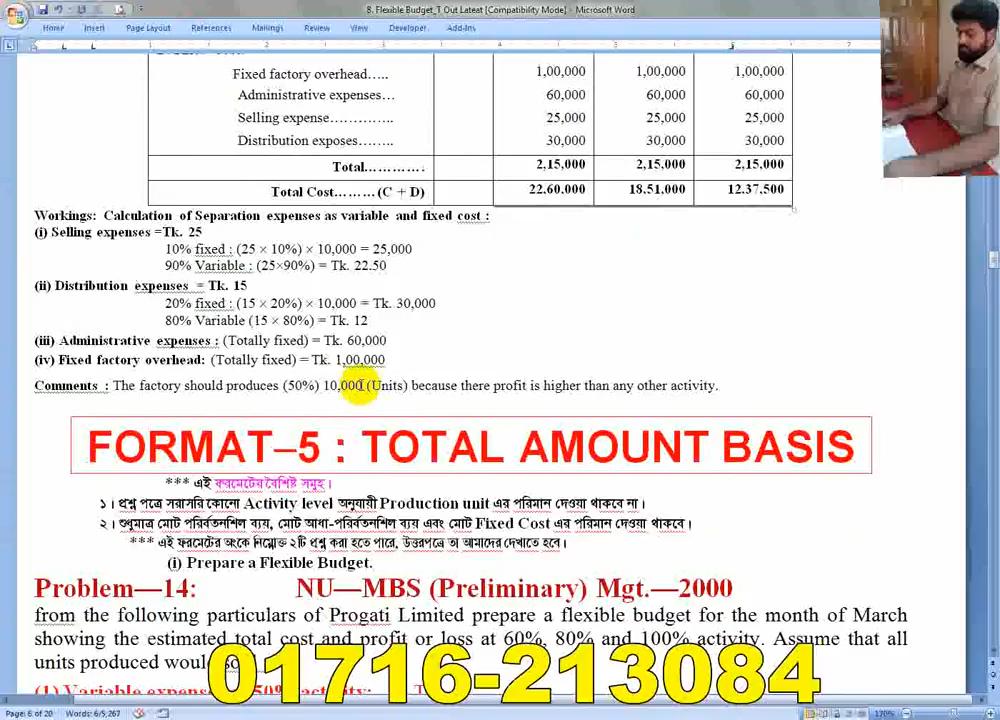 8. Flexible Budget_T Out Lateat [Compatibility Mode] - Microsoft Word
Home Insert Page Layout References Mailings Review View Developer Add-Ins
Fixed factory overhead….. 1,00,000 1,00,000 1,00,000
Administrative expenses… 60,000 60,000 60,000
Selling expense………….. 25,000 25,000 25,000
Distribution exposes…….. 30,000 30,000 30,000
Total…………. 2,15,000 2,15,000 2,15,000
Total Cost………(C + D) 22.60.000 18.51.000 12.37.500
Workings: Calculation of Separation expenses as variable and fixed cost :
(i) Selling expenses =Tk. 25
10% fixed : (25 × 10%) × 10,000 = 25,000
90% Variable : (25×90%) = Tk. 22.50
(ii) Distribution expenses = Tk. 15
20% fixed : (15 × 20%) × 10,000 = Tk. 30,000
80% Variable (15 × 80%) = Tk. 12
(iii) Administrative expenses : (Totally fixed) = Tk. 60,000
(iv) Fixed factory overhead: (Totally fixed) = Tk. 1,00,000
Comments : The factory should produces (50%) 10,000 (Units) because there profit is higher than any other activity.
FORMAT–5 : TOTAL AMOUNT BASIS
*** এই ফরমেটের বৈশিষ্ট সমুহ।
১। প্রশ্ন পত্রে সরাসরি কোনো Activity level অনুযায়ী Production unit এর পরিমান দেওয়া থাকবে না।
২। শুধুমাত্র মোট পরিবর্তনশিল ব্যয়, মোট আধা-পরিবর্তনশিল ব্যয় এবং মোট Fixed Cost এর পরিমান দেওয়া থাকবে।
*** এই ফরমেটের অংকে নিম্নোক্ত ২টি প্রশ্ন করা হতে পারে, উত্তরপত্রে তা আমাদের দেখাতে হবে।
(i) Prepare a Flexible Budget.
Problem—14: NU—MBS (Preliminary) Mgt.—2000
from the following particulars of Progati Limited prepare a flexible budget for the month of March
showing the estimated total cost and profit or loss at 60%, 80% and 100% activity. Assume that all
units produced would sol
(1) Variable expens 50% activity:
01716-213084
Page: 6 of 20 Words: 6/5,267 170%